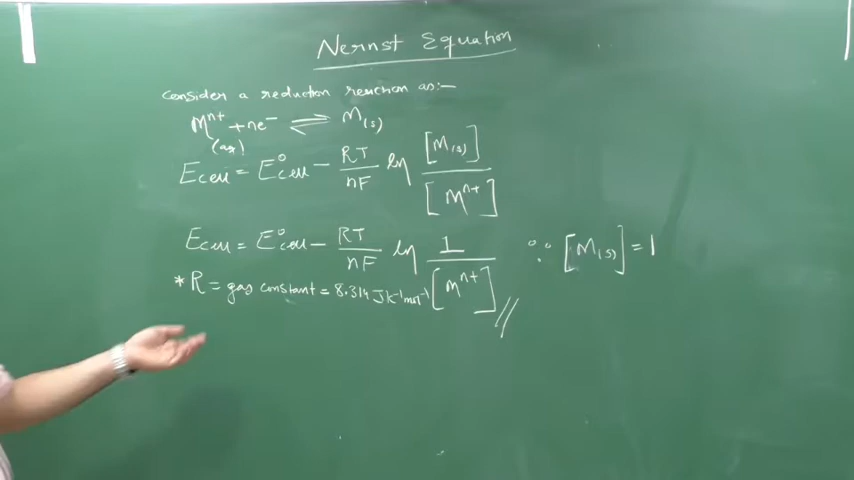 Nernst Equation
Consider a reduction reaction as:-
Mⁿ⁺(aq) + ne⁻ ⇌ M(s)
Ecell = E°cell - RT/nF ln [M(s)]/[Mⁿ⁺]
Ecell = E°cell - RT/nF ln 1/[Mⁿ⁺] ∵ [M(s)] = 1
* R = gas constant = 8.314 JK⁻¹mol⁻¹